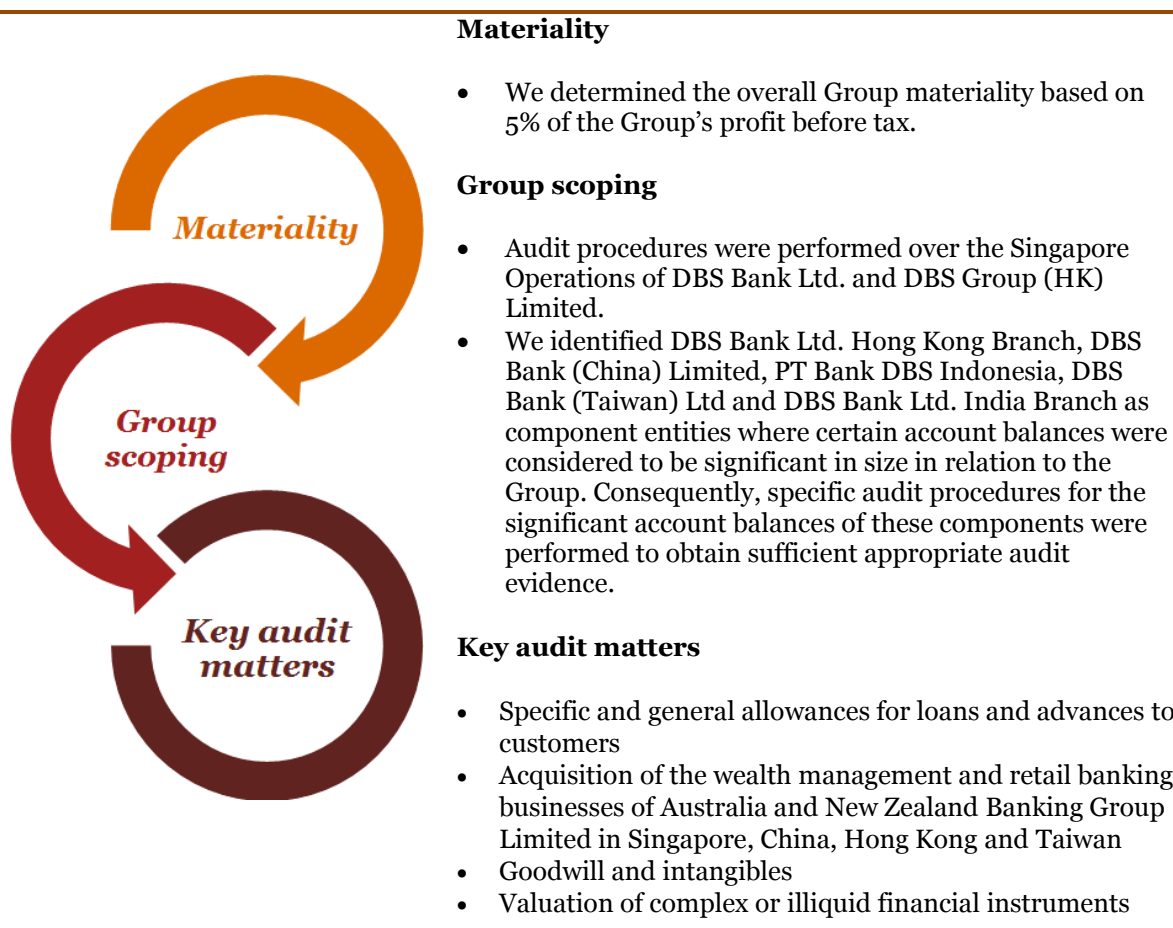 Materiality
• We determined the overall Group materiality based on
5% of the Group’s profit before tax.
Group scoping
• Audit procedures were performed over the Singapore
Operations of DBS Bank Ltd. and DBS Group (HK)
Limited.
• We identified DBS Bank Ltd. Hong Kong Branch, DBS
Bank (China) Limited, PT Bank DBS Indonesia, DBS
Bank (Taiwan) Ltd and DBS Bank Ltd. India Branch as
component entities where certain account balances were
considered to be significant in size in relation to the
Group. Consequently, specific audit procedures for the
significant account balances of these components were
performed to obtain sufficient appropriate audit
evidence.
Key audit matters
• Specific and general allowances for loans and advances to
customers
• Acquisition of the wealth management and retail banking
businesses of Australia and New Zealand Banking Group
Limited in Singapore, China, Hong Kong and Taiwan
• Goodwill and intangibles
• Valuation of complex or illiquid financial instruments
Materiality
Group
scoping
Key audit
matters